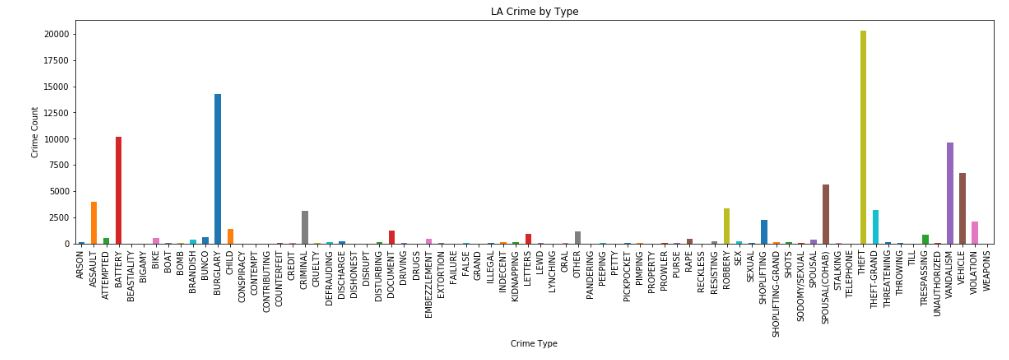 LA Crime by Type
Crime Count
20000
17500
15000
12500
10000
7500
5000
2500
0
ARSON
ASSAULT
ATTEMPTED
BATTERY
BEASTIALITY
BIGAMY
BIKE
BOAT
BOMB
BRANDISH
BUNCO
BURGLARY
CHILD
CONSPIRACY
CONTEMPT
CONTRIBUTING
COUNTERFEIT
CREDIT
CRIMINAL
CRUELTY
DEFRAUDING
DISCHARGE
DISHONEST
DISRUPT
DISTURBING
DOCUMENT
DRIVING
DRUGS
EMBEZZLEMENT
EXTORTION
FAILURE
FALSE
GRAND
ILLEGAL
INDECENT
KIDNAPPING
LETTERS
LEWD
LYNCHING
ORAL
OTHER
PANDERING
PEEPING
PETTY
PICKPOCKET
PIMPING
PROPERTY
PROWLER
PURSE
RAPE
RECKLESS
RESISTING
ROBBERY
SEX
SEXUAL
SHOPLIFTING
SHOPLIFTING-GRAND
SHOTS
SODOMY/SEXUAL
SPOUSAL
SPOUSAL(COHAB)
STALKING
TELEPHONE
THEFT
THEFT-GRAND
THREATENING
THROWING
TILL
TRESPASSING
UNAUTHORIZED
VANDALISM
VEHICLE
VIOLATION
WEAPONS
Crime Type